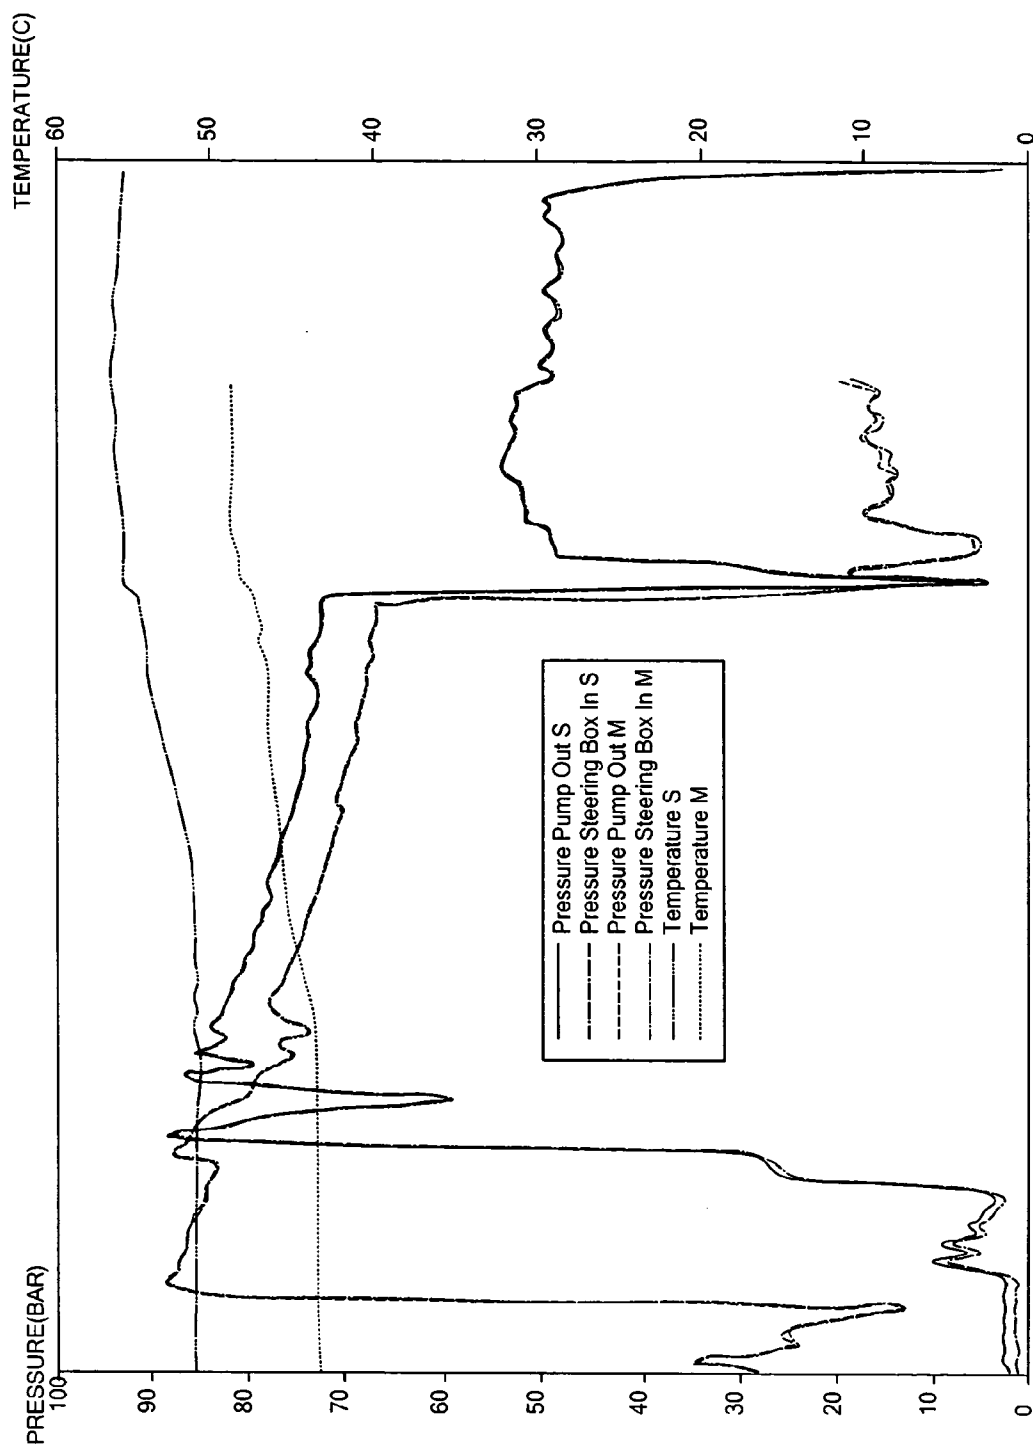 PRESSURE(BAR)
TEMPERATURE(C)
100
90
80
70
60
50
40
30
20
10
0
60
50
40
30
20
10
0
Pressure Pump Out S
Pressure Steering Box In S
Pressure Pump Out M
Pressure Steering Box In M
Temperature S
Temperature M